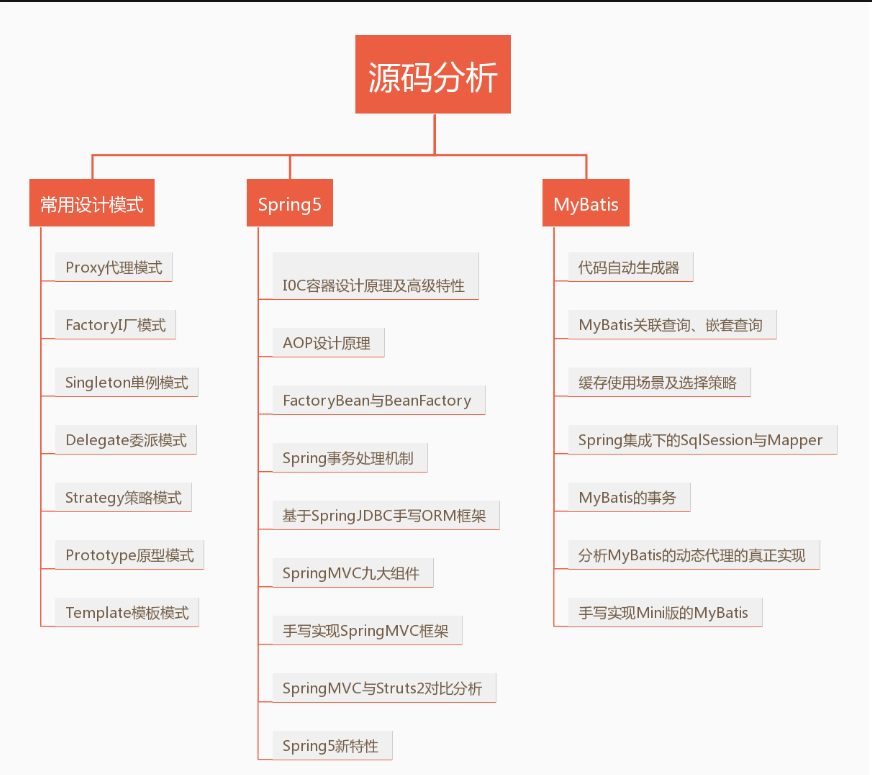 源码分析
常用设计模式
Proxy代理模式
FactoryI厂模式
Singleton単例模式
Delegate委派模式
Strategy策略模式
Prototype原型模式
Template模板模式
Spring5
I0C容器设计原理及高级特性
AOP设计原理
FactoryBean与BeanFactory
Spring事务处理机制
基于SpringJDBC手写ORM框架
SpringMVC九大组件
手写实现SpringMVC框架
SpringMVC与Struts2对比分析
Spring5新特性
MyBatis
代码自动生成器
MyBatis关联查询、嵌套查询
缓存使用场景及选择策略
Spring集成下的SqlSession与Mapper
MyBatis的事务
分析MyBatis的动态代理的真正实现
手写实现Mini版的MyBatis